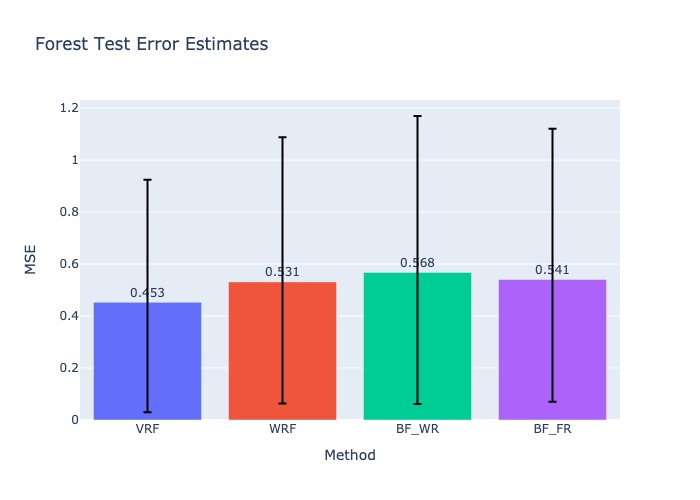 Forest Test Error Estimates
MSE
1.2
1
0.8
0.6
0.4
0.2
0
0.453
0.531
0.568
0.541
VRF
WRF
BF_WR
BF_FR
Method